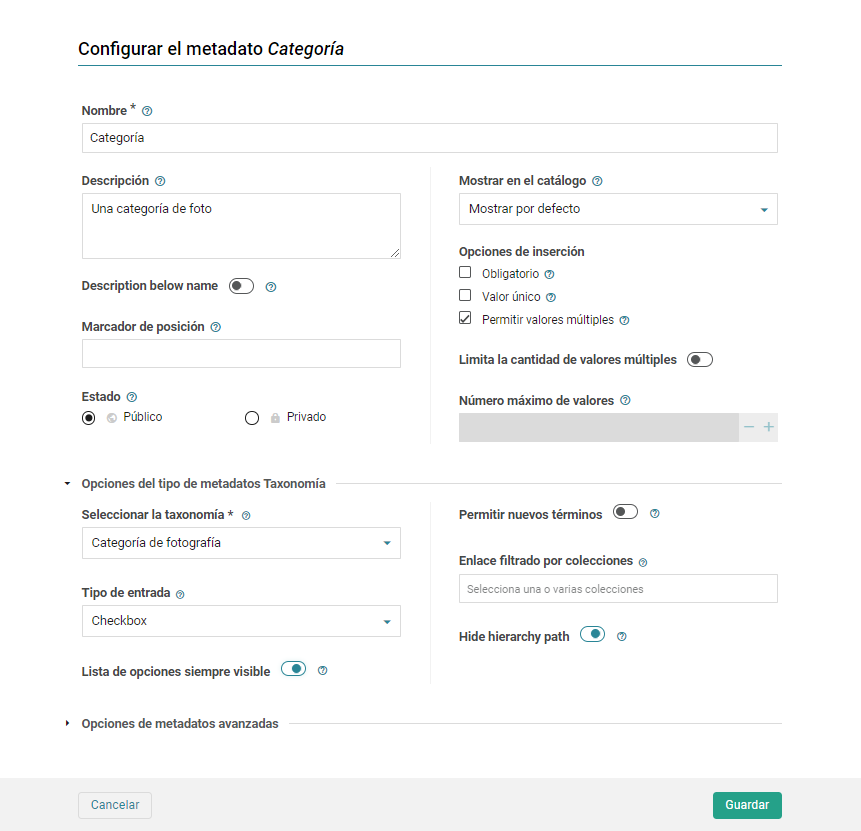 Configurar el metadato Categoría
Nombre *
Categoría
Descripción
Una categoría de foto
Description below name
Marcador de posición
Estado
Público
Privado
Mostrar en el catálogo
Mostrar por defecto
Opciones de inserción
Obligatorio
Valor único
Permitir valores múltiples
Limita la cantidad de valores múltiples
Número máximo de valores
Opciones del tipo de metadatos Taxonomía
Seleccionar la taxonomía *
Categoría de fotografía
Tipo de entrada
Checkbox
Lista de opciones siempre visible
Permitir nuevos términos
Enlace filtrado por colecciones
Selecciona una o varias colecciones
Hide hierarchy path
Opciones de metadatos avanzadas
Cancelar
Guardar